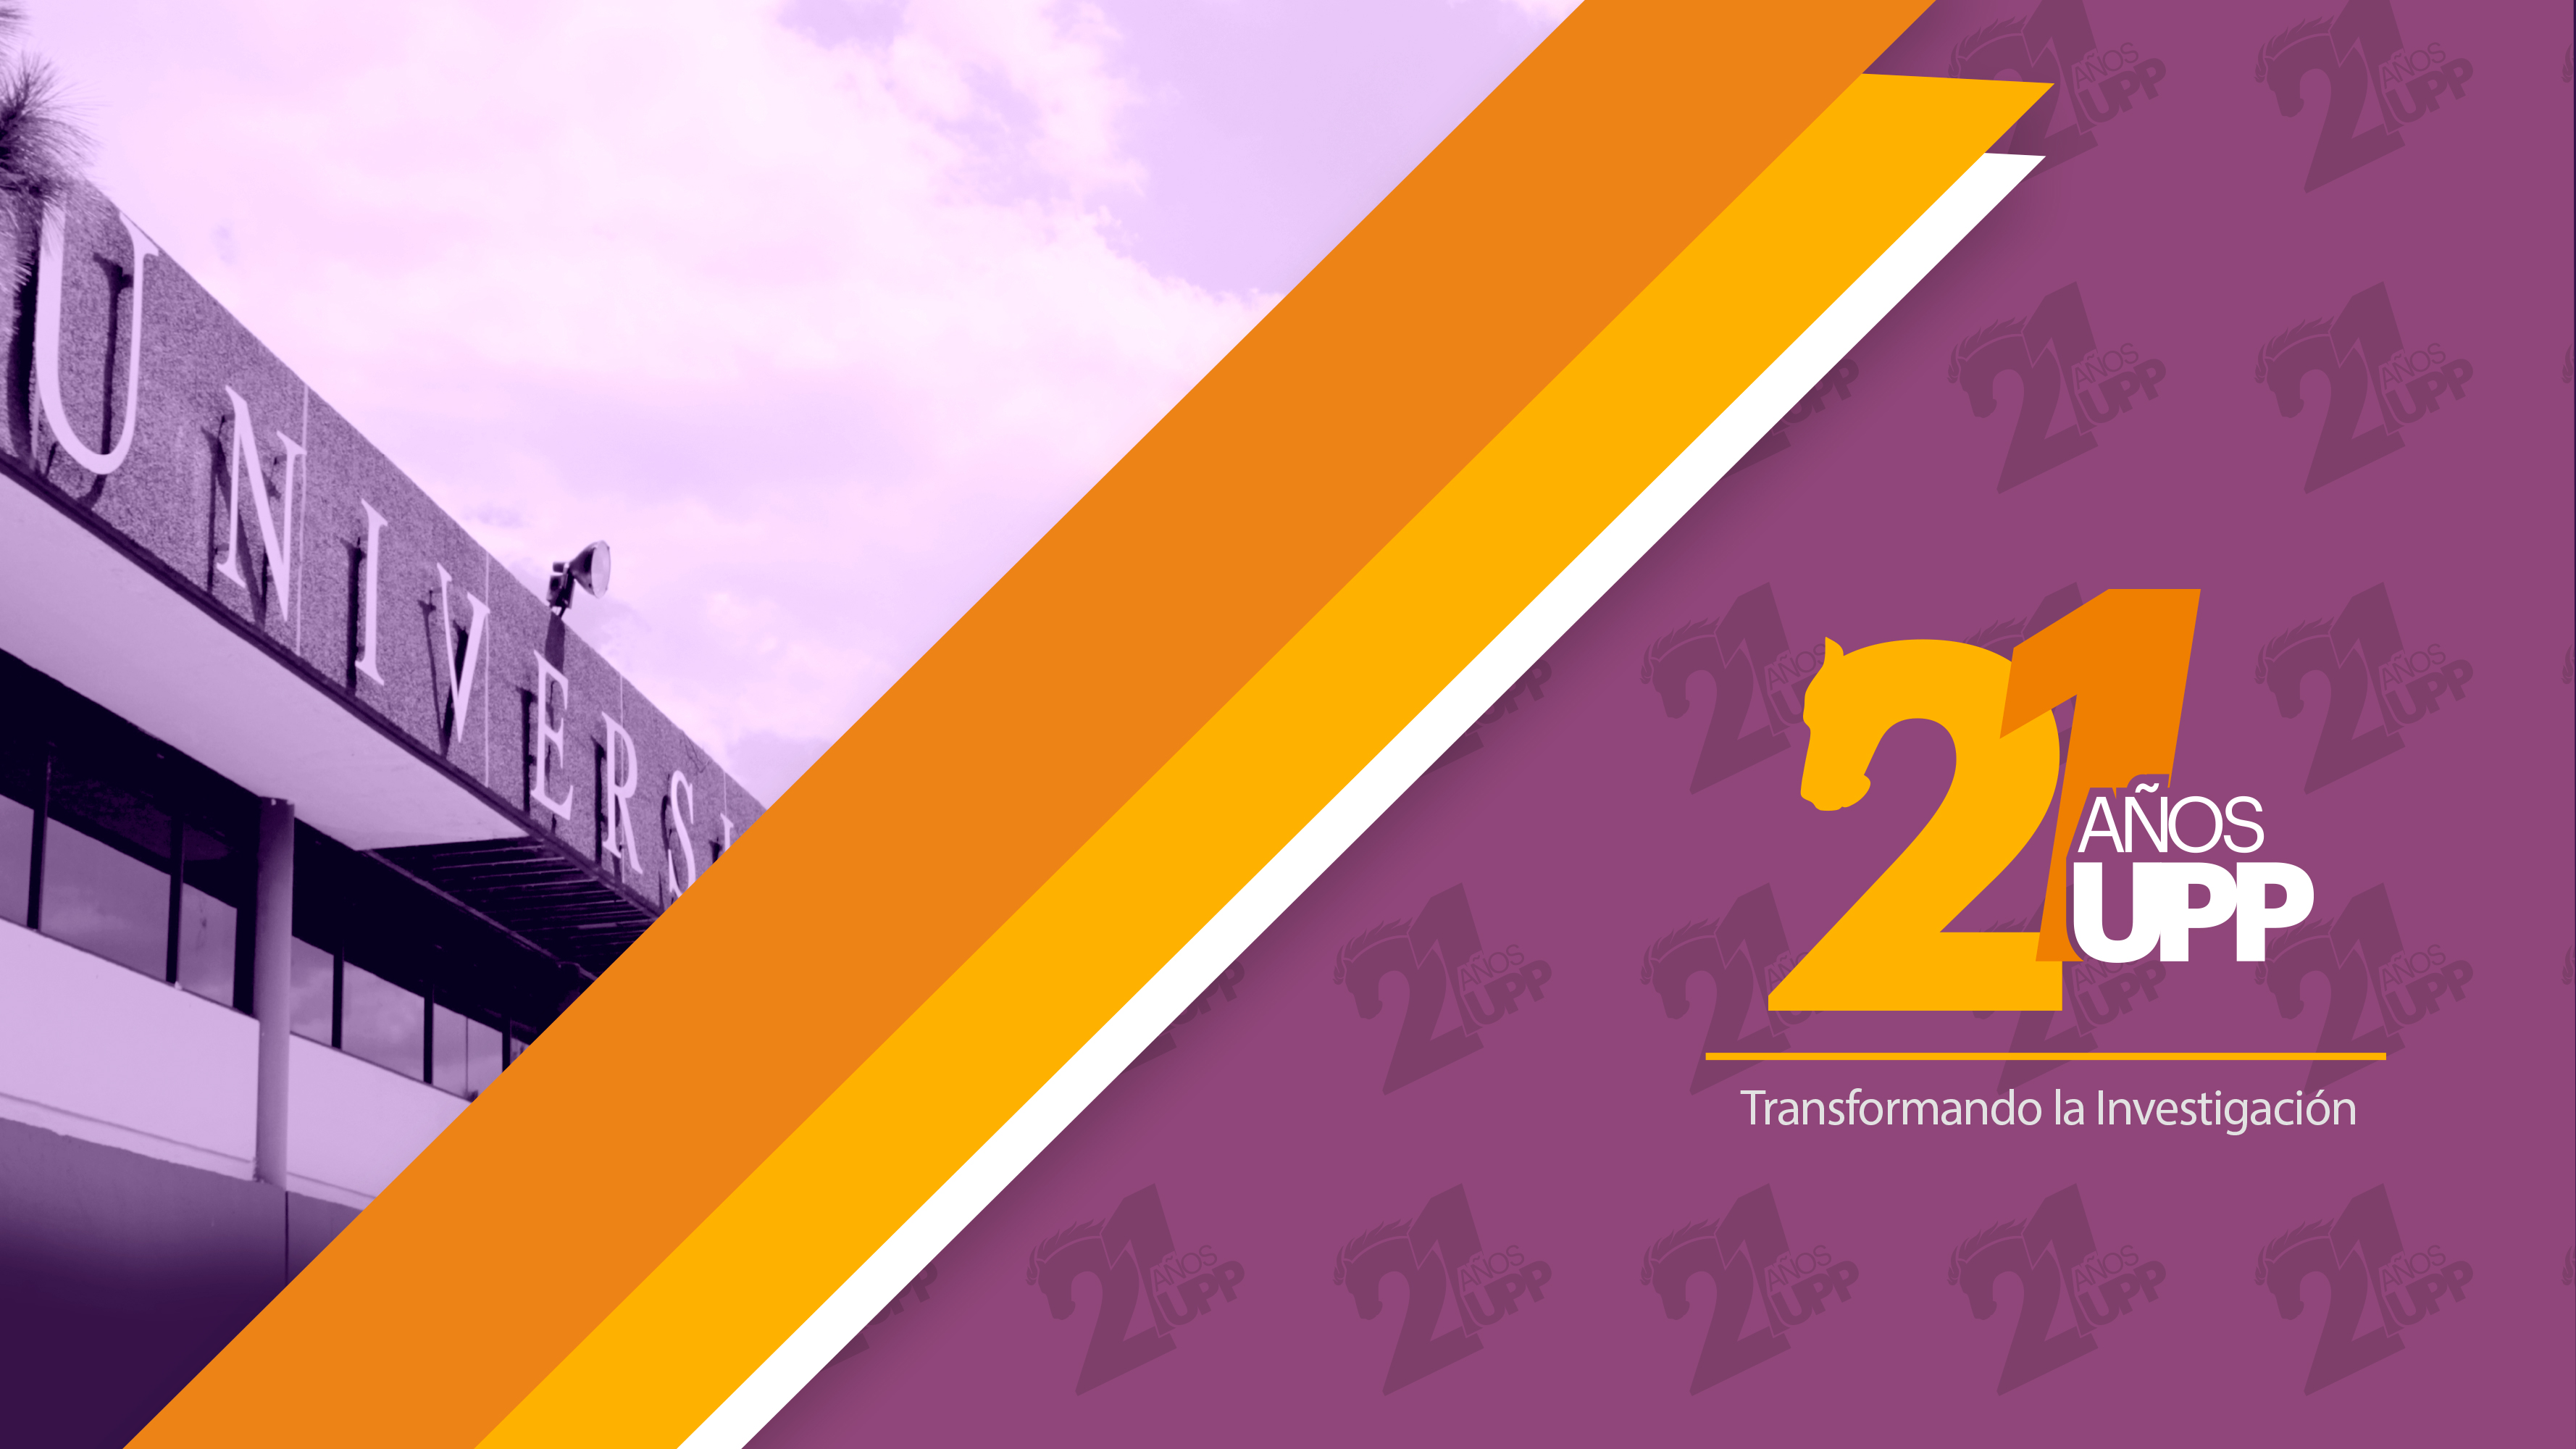 UNIVERS
21
AÑOS
UPP
Transformando la Investigación